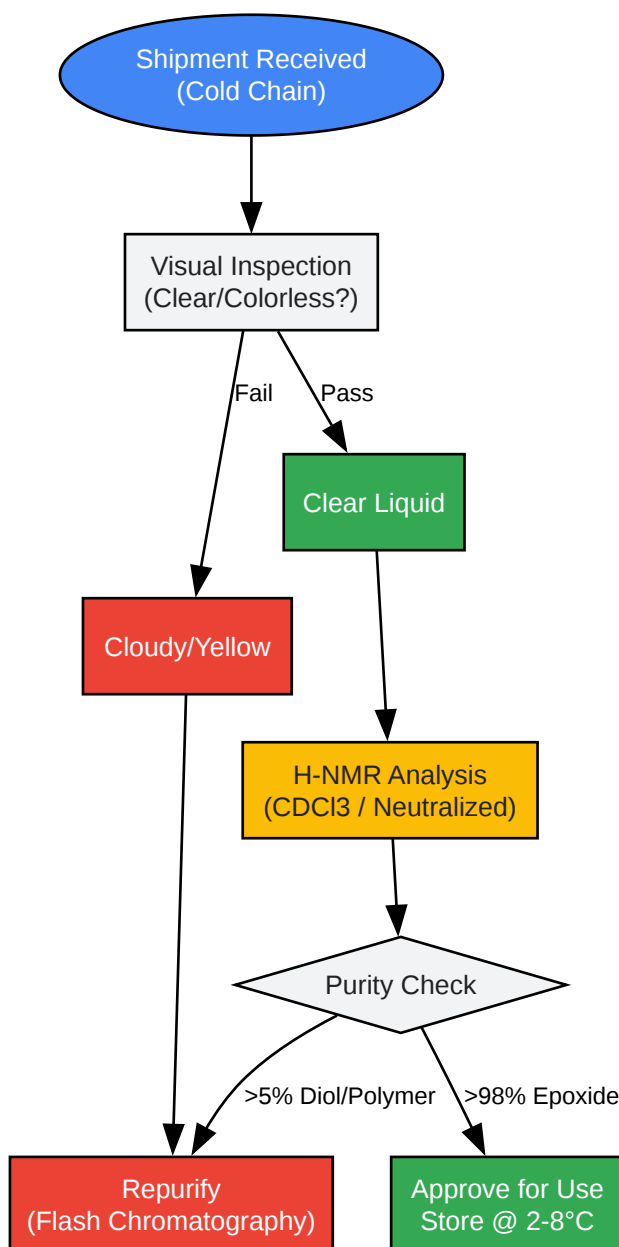 Shipment Received
(Cold Chain)
Visual Inspection
(Clear/Colorless?)
Fail
Pass
Clear Liquid
Cloudy/Yellow
H-NMR Analysis
(CDCl3 / Neutralized)
Purity Check
>5% Diol/Polymer
>98% Epoxide
Repurify
(Flash Chromatography)
Approve for Use
Store @ 2-8°C